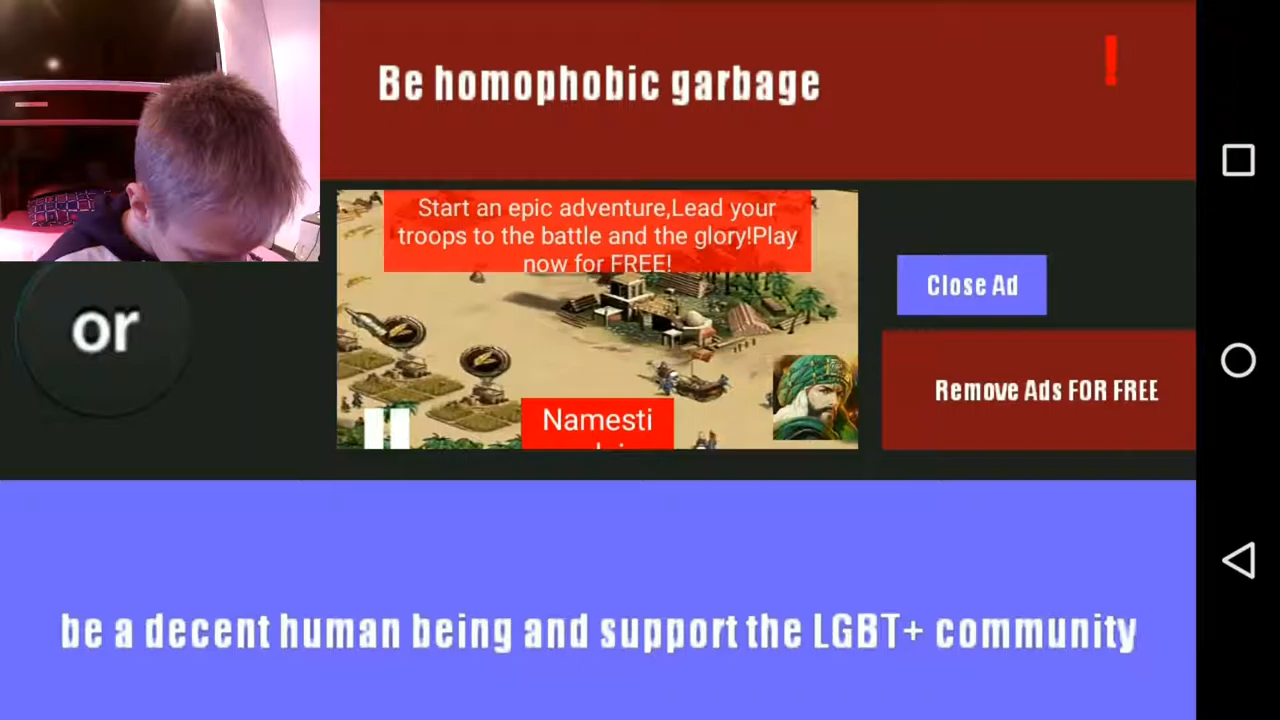 Be homophobic garbage
!
Start an epic adventure,Lead your
troops to the battle and the glory!Play
now for FREE!
Close Ad
or
Remove Ads FOR FREE
Namesti
be a decent human being and support the LGBT+ community